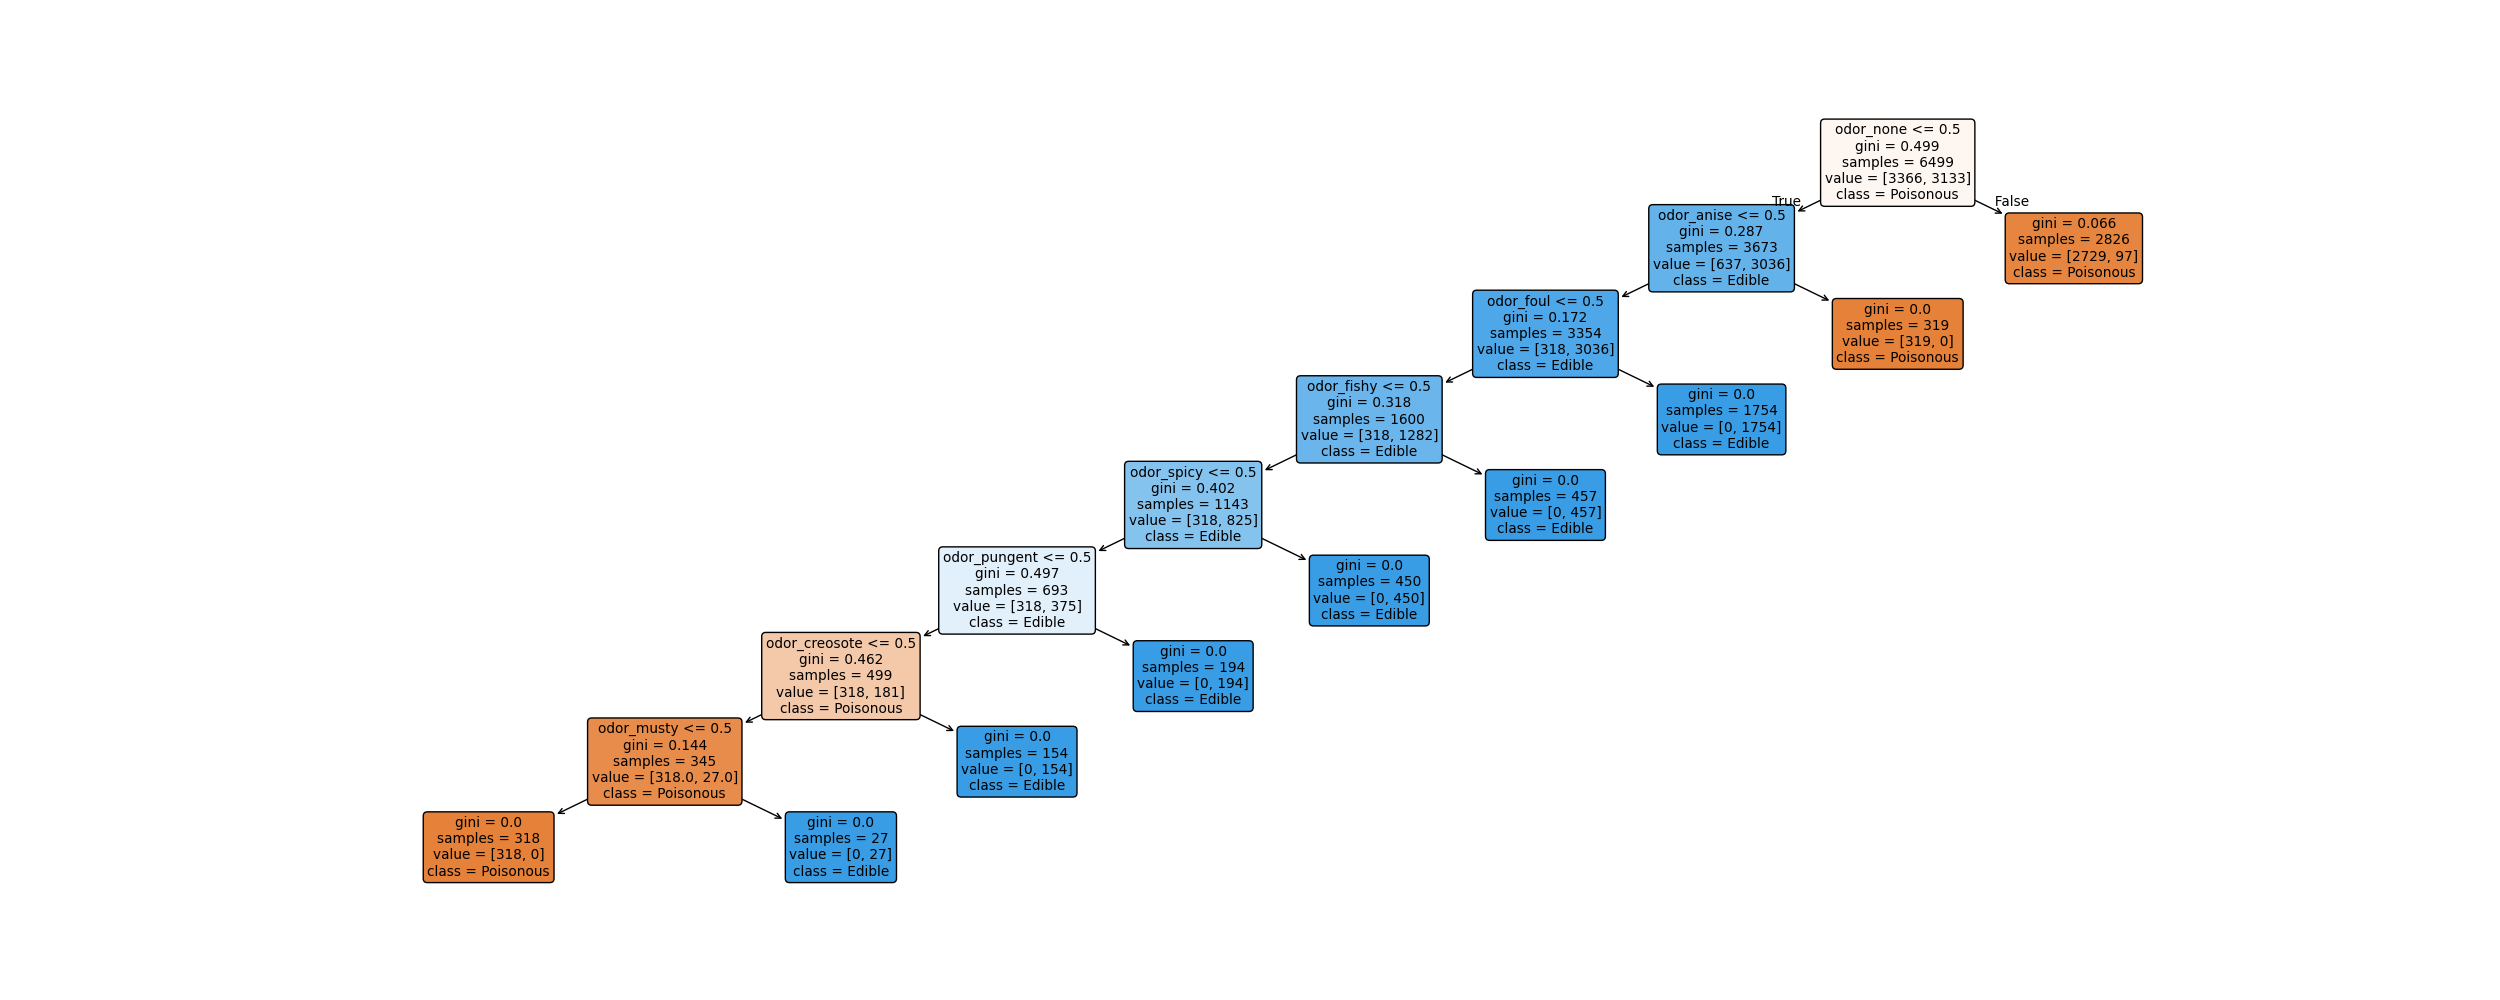 odor_none <= 0.5
gini = 0.499
samples = 6499
value = [3366, 3133]
class = Poisonous
True
False
odor_anise <= 0.5
gini = 0.287
samples = 3673
value = [637, 3036]
class = Edible
gini = 0.066
samples = 2826
value = [2729, 97]
class = Poisonous
odor_foul <= 0.5
gini = 0.172
samples = 3354
value = [318, 3036]
class = Edible
gini = 0.0
samples = 319
value = [319, 0]
class = Poisonous
odor_fishy <= 0.5
gini = 0.318
samples = 1600
value = [318, 1282]
class = Edible
gini = 0.0
samples = 1754
value = [0, 1754]
class = Edible
odor_spicy <= 0.5
gini = 0.402
samples = 1143
value = [318, 825]
class = Edible
gini = 0.0
samples = 457
value = [0, 457]
class = Edible
odor_pungent <= 0.5
gini = 0.497
samples = 693
value = [318, 375]
class = Edible
gini = 0.0
samples = 450
value = [0, 450]
class = Edible
odor_creosote <= 0.5
gini = 0.462
samples = 499
value = [318, 181]
class = Poisonous
gini = 0.0
samples = 194
value = [0, 194]
class = Edible
odor_musty <= 0.5
gini = 0.144
samples = 345
value = [318.0, 27.0]
class = Poisonous
gini = 0.0
samples = 154
value = [0, 154]
class = Edible
gini = 0.0
samples = 318
value = [318, 0]
class = Poisonous
gini = 0.0
samples = 27
value = [0, 27]
class = Edible